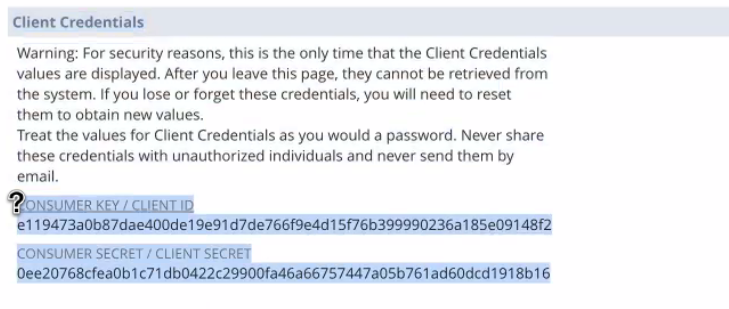 Client Credentials
Warning: For security reasons, this is the only time that the Client Credentials
values are displayed. After you leave this page, they cannot be retrieved from
the system. If you lose or forget these credentials, you will need to reset
them to obtain new values.
Treat the values for Client Credentials as you would a password. Never share
these credentials with unauthorized individuals and never send them by
email.
CONSUMER KEY / CLIENT ID
e119473a0b87dae400de19e91d7de766f9e4d15f76b399990236a185e09148f2
CONSUMER SECRET / CLIENT SECRET
0ee20768cfea0b1c71db0422c29900fa46a66757447a05b761ad60dcd1918b16